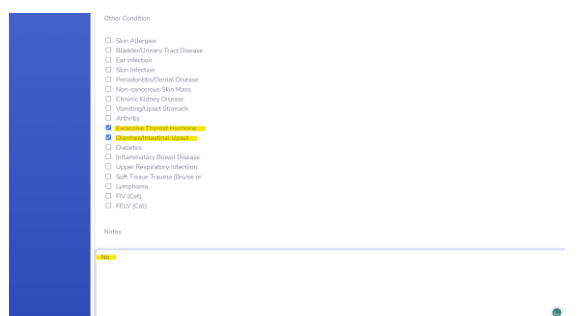 Other Condition
Skin Allergies
Bladder/Urinary Tract Disease
Ear Infection
Skin Infection
Periodontitis/Dental Disease
Non-cancerous Skin Mass
Chronic Kidney Disease
Vomiting/Upset Stomach
Arthritis
Excessive Thyroid Hormone
Diarrhea/Intestinal Upset
Diabetes
Inflammatory Bowel Disease
Upper Respiratory Infection
Soft Tissue Trauma (Bruise or
Lymphoma
FIV (Cat)
FELV (Cat)
Notes
No